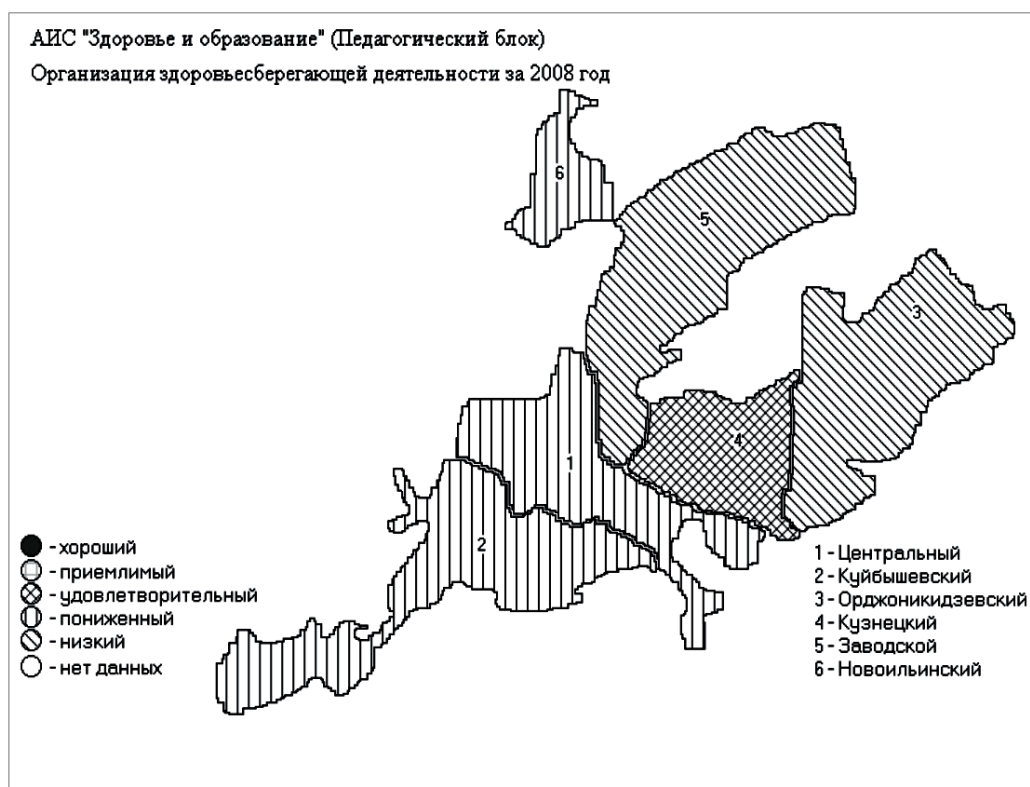 АИС "Здоровье и образование" (Педагогический блок)
Организация здоровьесберегающей деятельности за 2008 год
6
5
3
4
1
2
- хороший
- приемлимый
- удовлетворительный
- пониженный
- низкий
- нет данных
1 - Центральный
2 - Куйбышевский
3 - Орджоникидзевский
4 - Кузнецкий
5 - Заводской
6 - Новоильинский